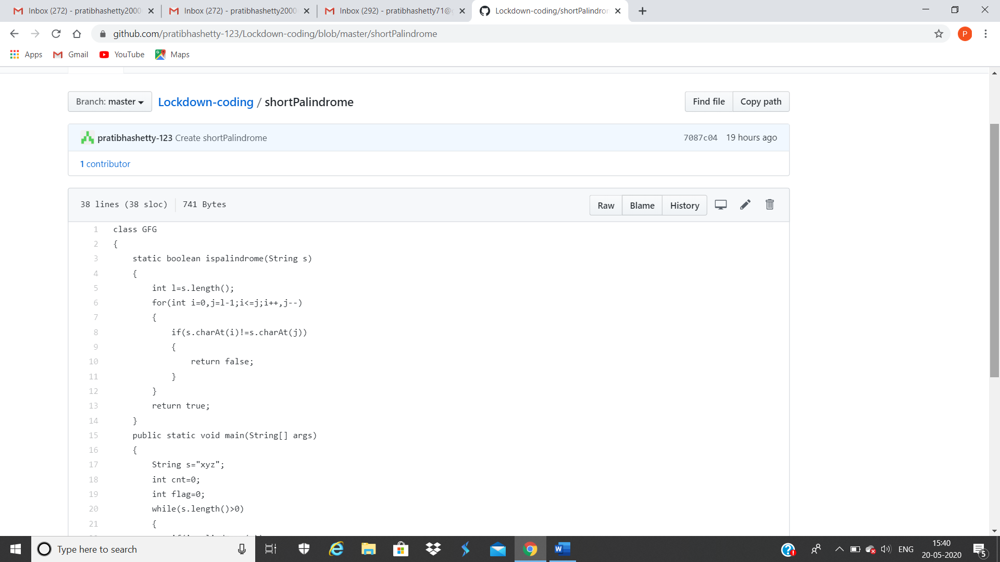 Inbox (272) - pratibhashetty2000
Inbox (272) - pratibhashetty2000
Inbox (292) - pratibhashetty71@
Lockdown-coding/shortPalindro
github.com/pratibhashetty-123/Lockdown-coding/blob/master/shortPalindrome
P
Apps Gmail YouTube Maps
Branch: master
Lockdown-coding / shortPalindrome
Find file Copy path
pratibhashetty-123 Create shortPalindrome
7087c04 19 hours ago
1 contributor
38 lines (38 sloc) 741 Bytes
Raw Blame History
1 class GFG
2 {
3 static boolean ispalindrome(String s)
4 {
5 int l=s.length();
6 for(int i=0,j=l-1;i<=j;i++,j--)
7 {
8 if(s.charAt(i)!=s.charAt(j))
9 {
10 return false;
11 }
12 }
13 return true;
14 }
15 public static void main(String[] args)
16 {
17 String s="xyz";
18 int cnt=0;
19 int flag=0;
20 while(s.length()>0)
21 {
Type here to search
ENG
15:40
20-05-2020
5